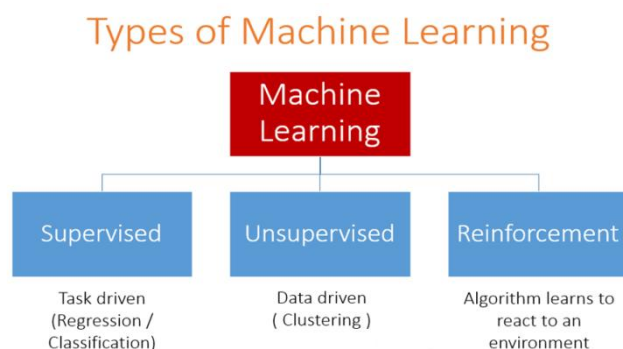 Types of Machine Learning
Machine
Learning
Supervised
Unsupervised
Reinforcement
Task driven
(Regression /
Classification)
Data driven
( Clustering )
Algorithm learns to
react to an
environment